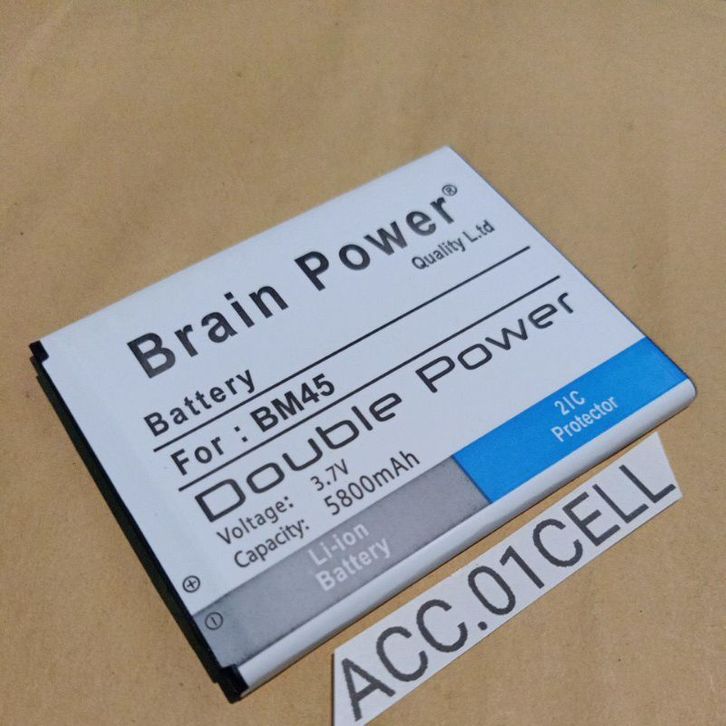 Brain Power®
Quality L.td
Battery
For : BM45
Double Power
Voltage: 3.7V
Capacity: 5800mAh
Li-ion
Battery
2IC
Protector
ACC.01CELL